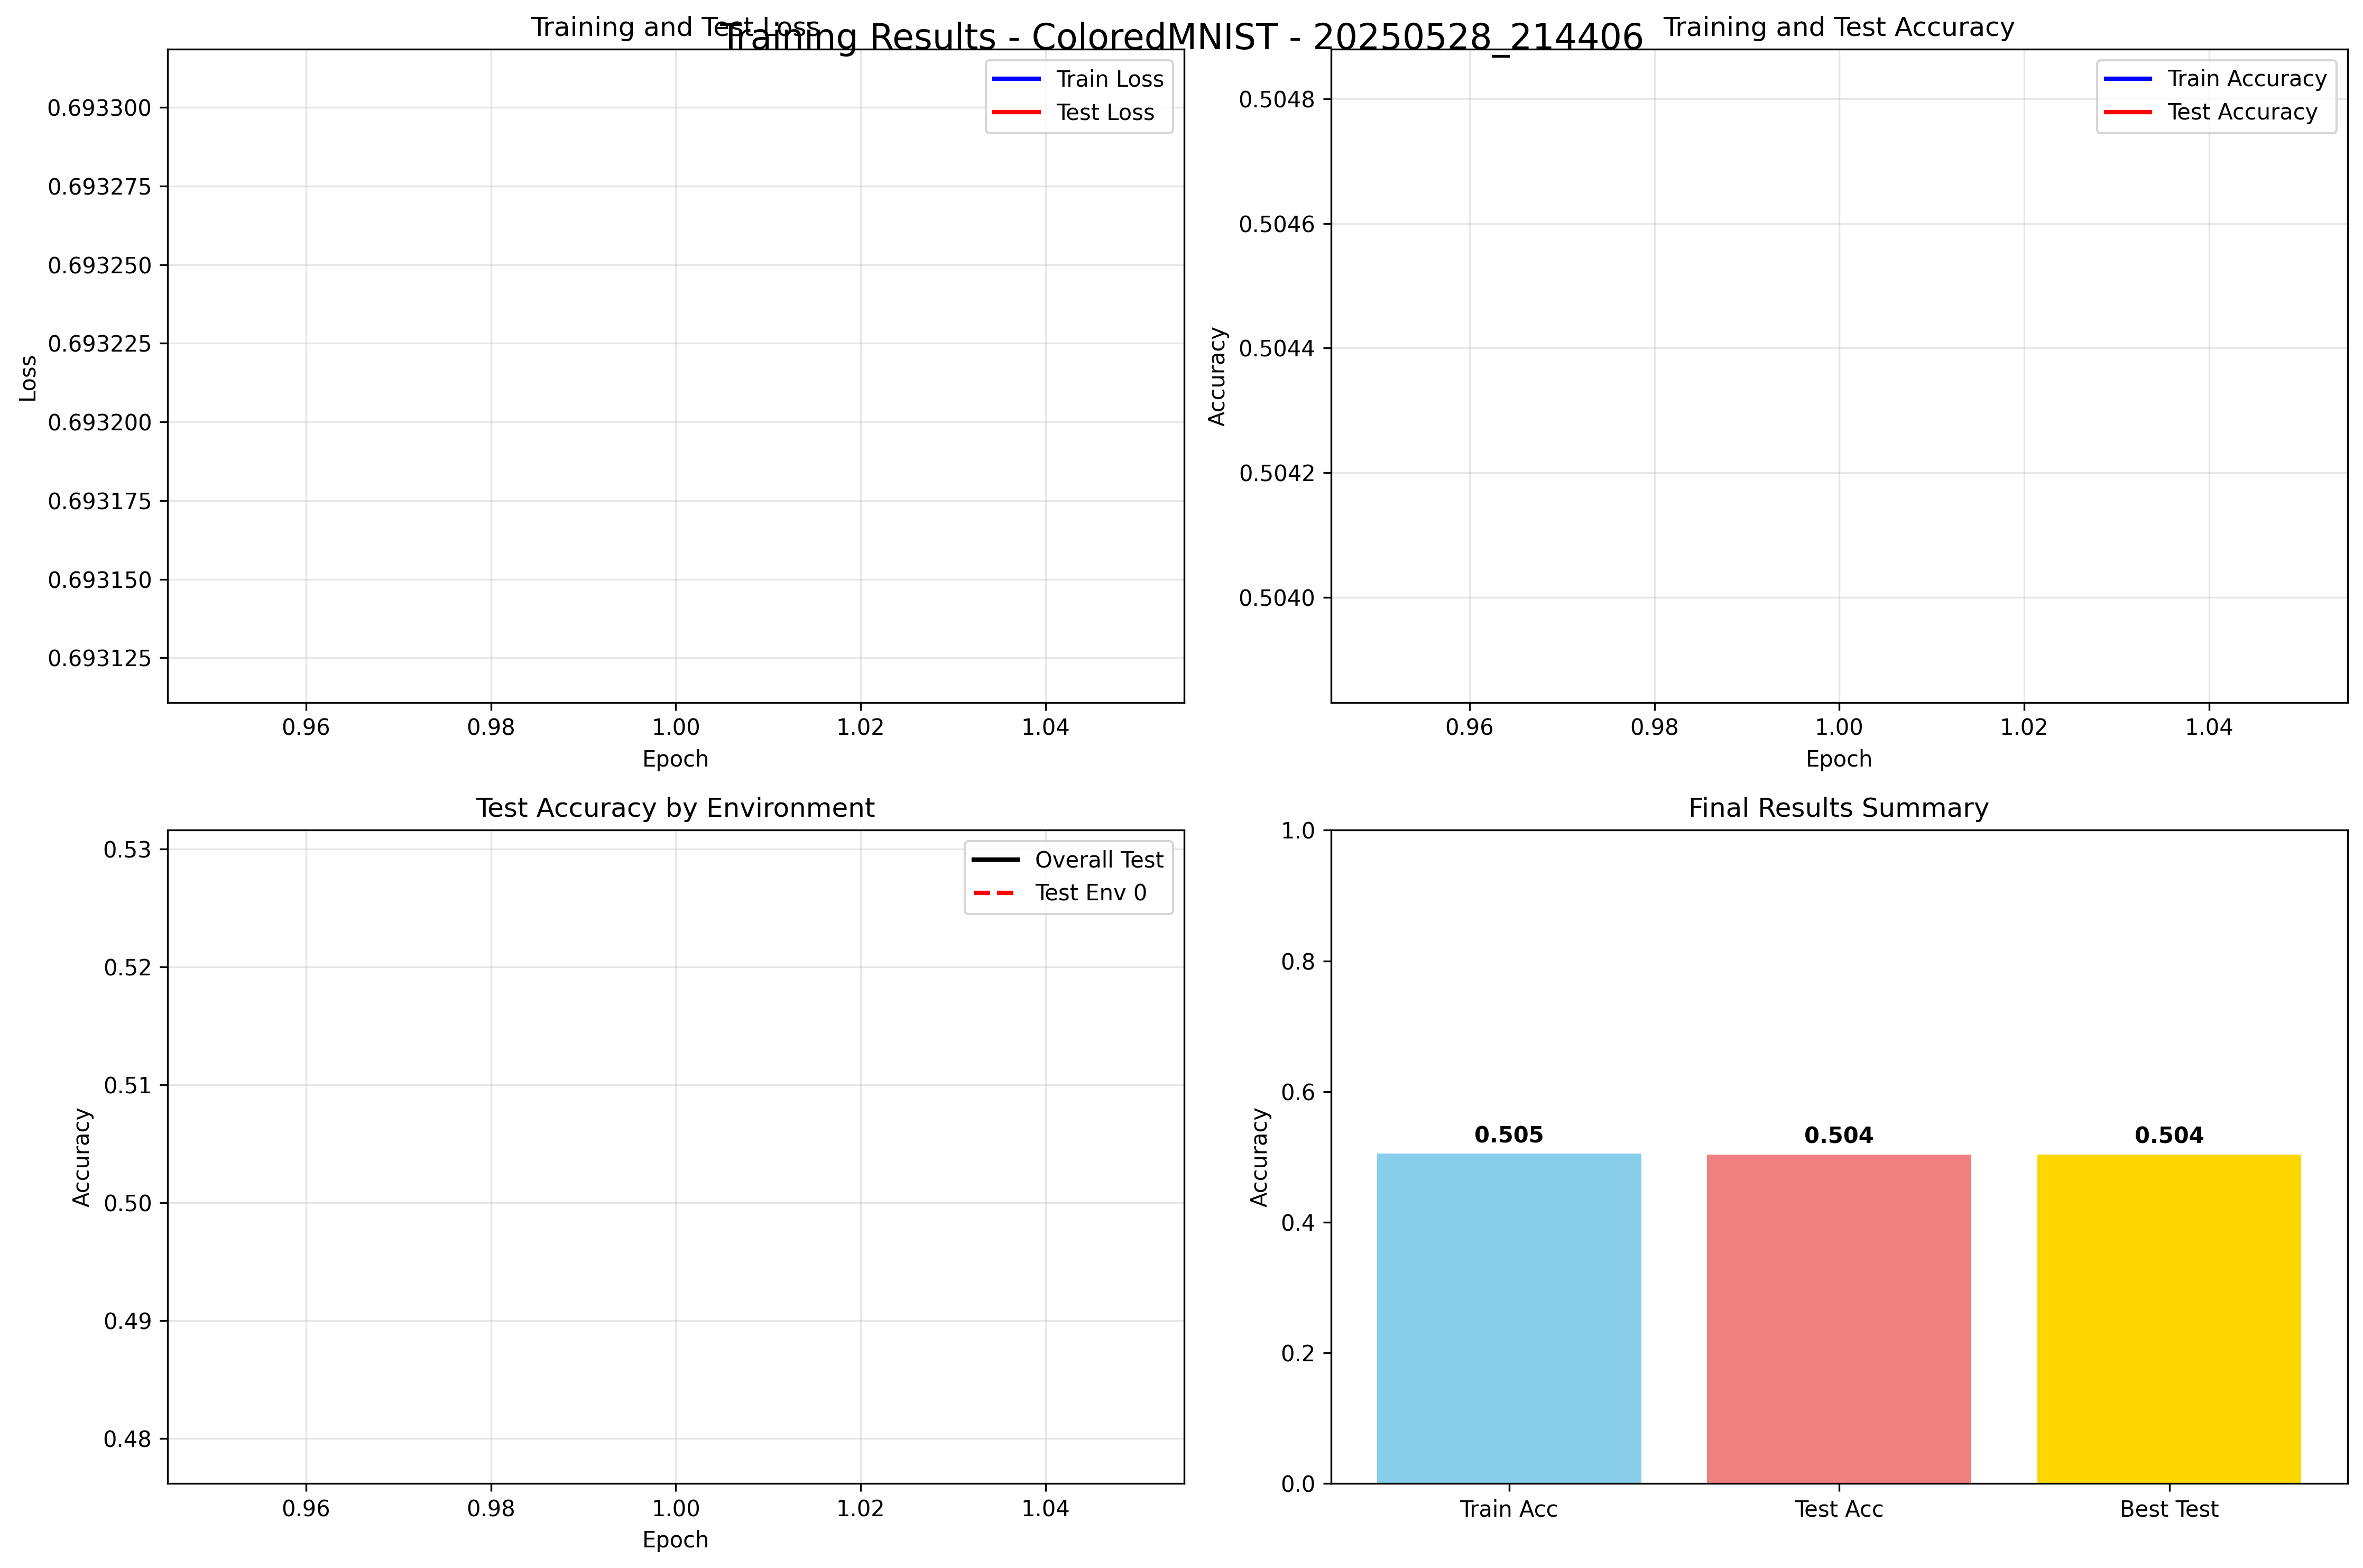 Training Results - ColoredMNIST - 20250528_214406
Training and Test Loss
Train Loss
Test Loss
0.693300
0.693275
0.693250
0.693225
0.693200
0.693175
0.693150
0.693125
Loss
0.96 0.98 1.00 1.02 1.04
Epoch
Training and Test Accuracy
Train Accuracy
Test Accuracy
0.5048
0.5046
0.5044
0.5042
0.5040
Accuracy
0.96 0.98 1.00 1.02 1.04
Epoch
Test Accuracy by Environment
Overall Test
Test Env 0
0.53
0.52
0.51
0.50
0.49
0.48
Accuracy
0.96 0.98 1.00 1.02 1.04
Epoch
Final Results Summary
1.0
0.8
0.6
0.4
0.2
0.0
Accuracy
0.505 0.504 0.504
Train Acc Test Acc Best Test